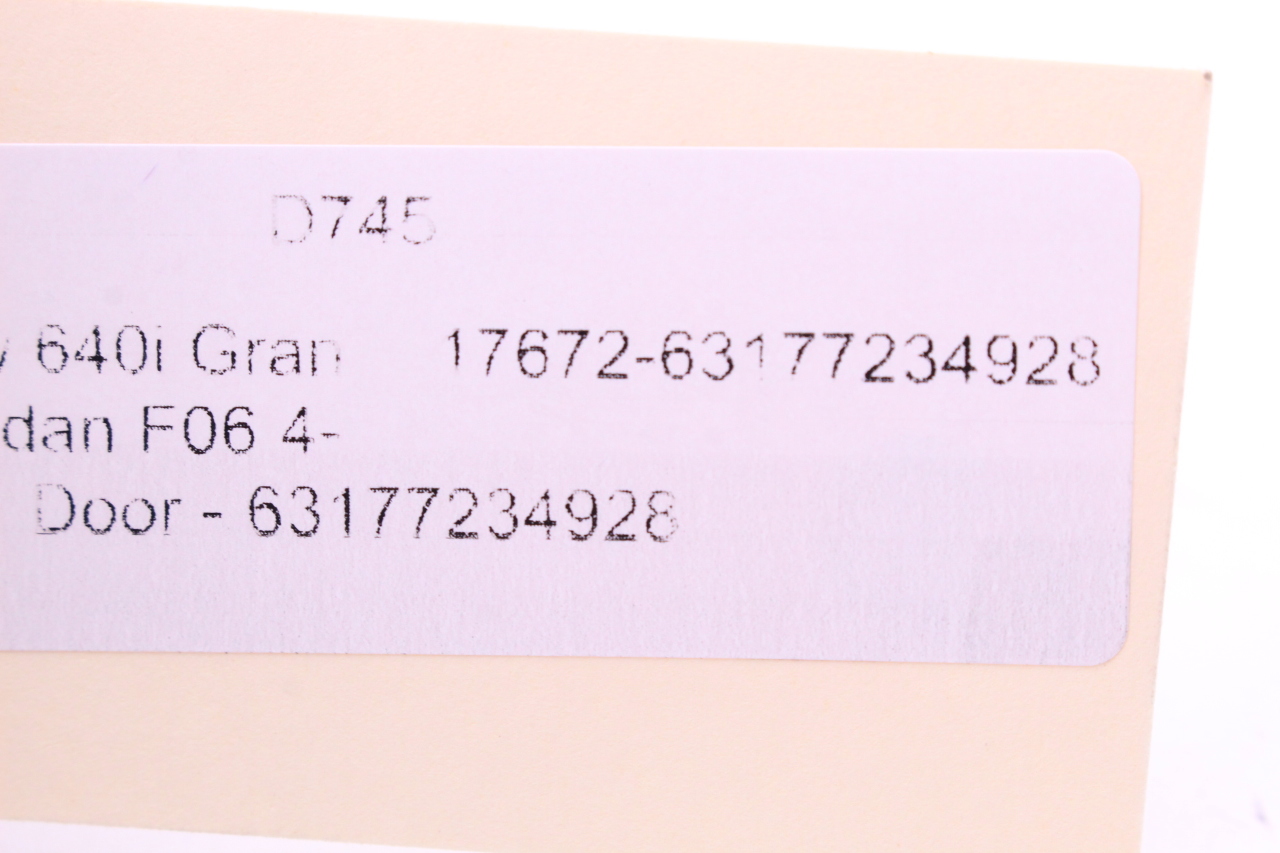 D745
640i Gran 17672-63177234928
dan F06 4-
Door - 63177234928